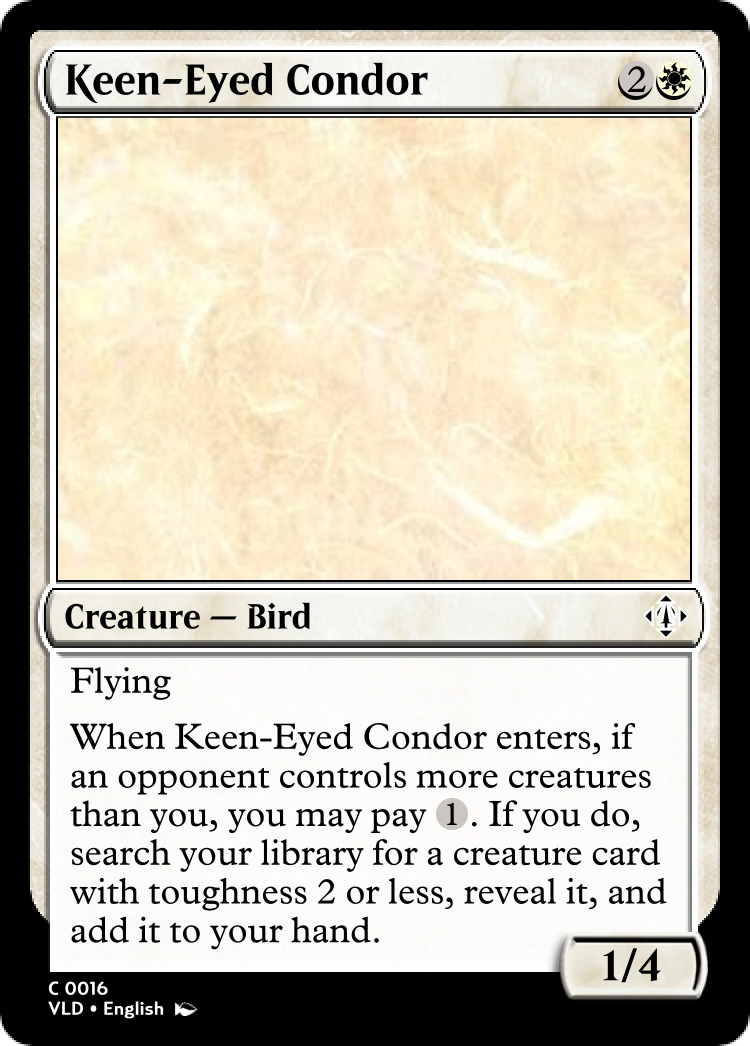 Keen-Eyed Condor 2
Creature — Bird
Flying
When Keen-Eyed Condor enters, if
an opponent controls more creatures
than you, you may pay 1. If you do,
search your library for a creature card
with toughness 2 or less, reveal it, and
add it to your hand.
1/4
C 0016
VLD • English